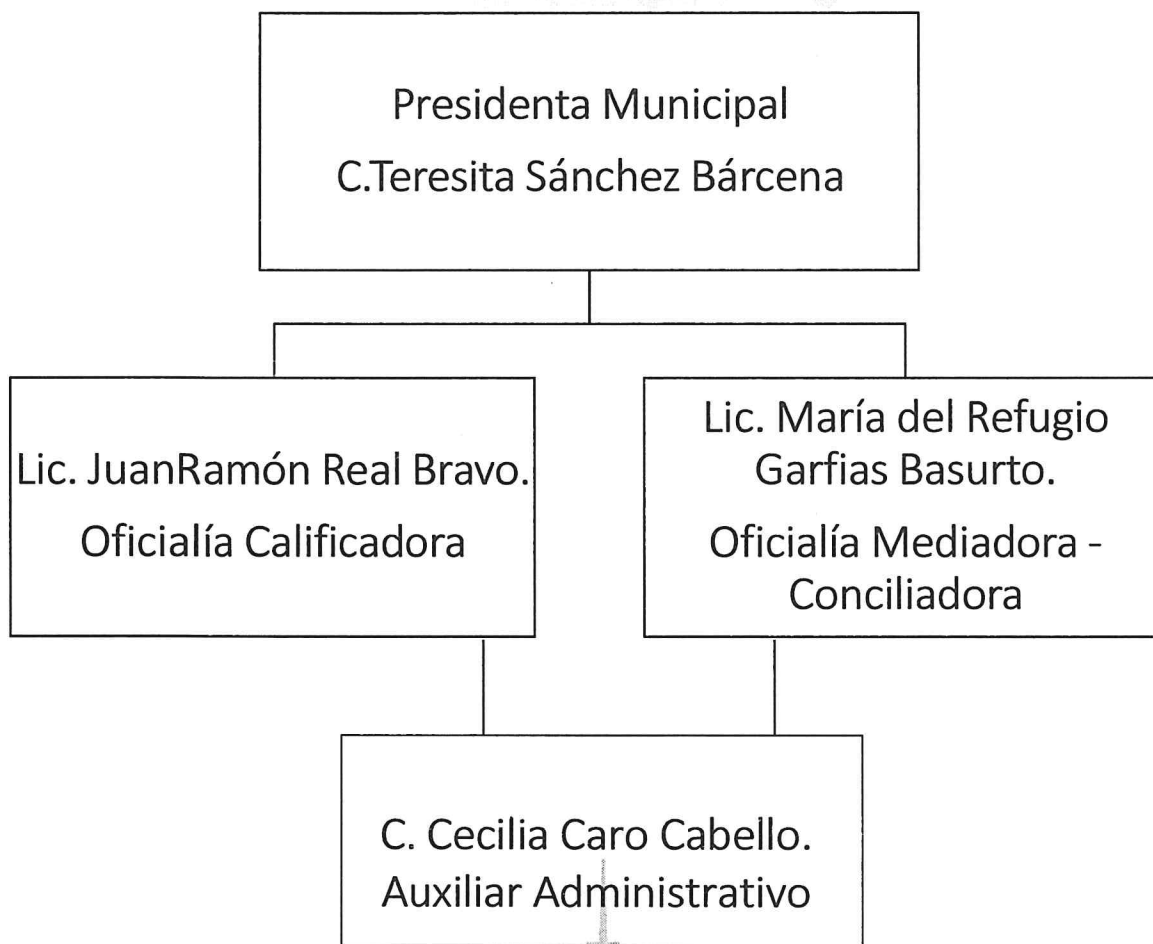 Presidenta Municipal
C.Teresita Sánchez Bárcena
Lic. JuanRamón Real Bravo.
Oficialía Calificadora
Lic. María del Refugio
Garfias Basurto.
Oficialía Mediadora -
Conciliadora
C. Cecilia Caro Cabello.
Auxiliar Administrativo